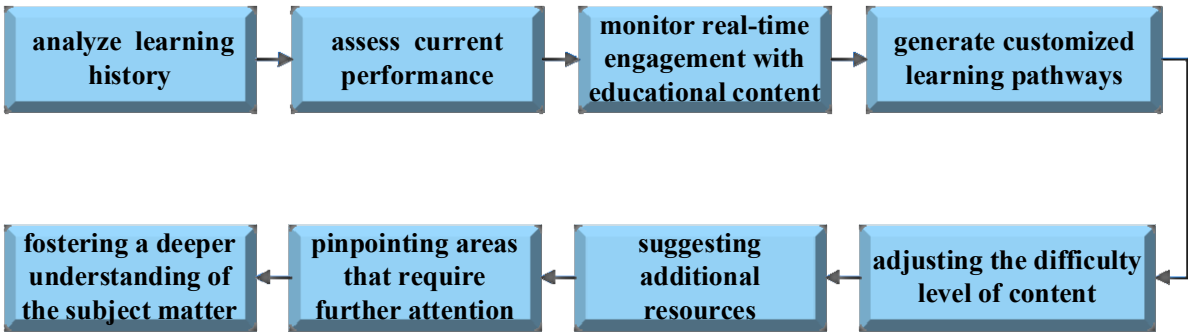 analyze learning
history
assess current
performance
monitor real-time
engagement with
educational content
generate customized
learning pathways
adjusting the difficulty
level of content
suggesting
additional
resources
pinpointing areas
that require
further attention
fostering a deeper
understanding of
the subject matter